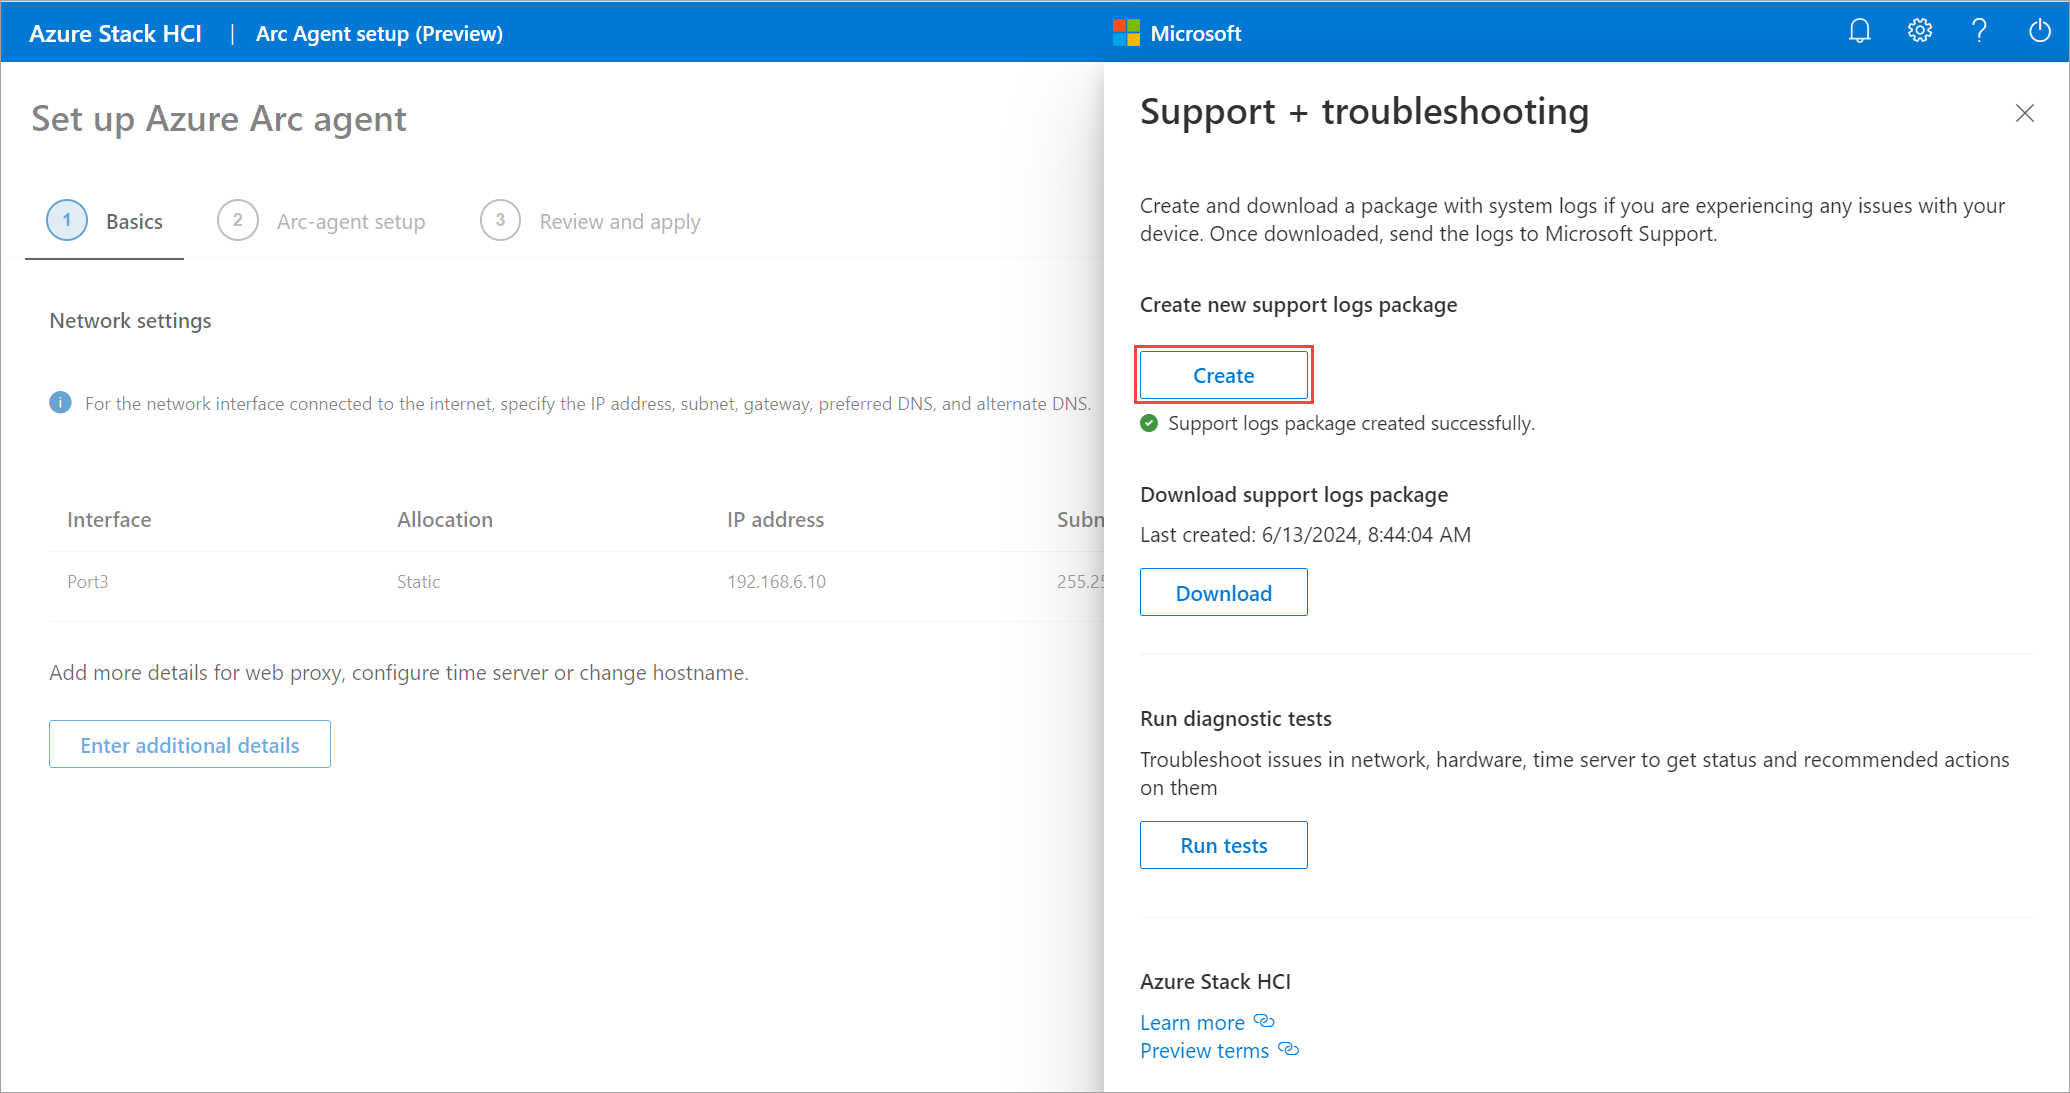 Azure Stack HCI | Arc Agent setup (Preview)
Microsoft
Set up Azure Arc agent
1 Basics
2 Arc-agent setup
3 Review and apply
Network settings
For the network interface connected to the internet, specify the IP address, subnet, gateway, preferred DNS, and alternate DNS.
Interface Allocation IP address Subn
Port3 Static 192.168.6.10 255.25
Add more details for web proxy, configure time server or change hostname.
Enter additional details
Support + troubleshooting
Create and download a package with system logs if you are experiencing any issues with your
device. Once downloaded, send the logs to Microsoft Support.
Create new support logs package
Create
Support logs package created successfully.
Download support logs package
Last created: 6/13/2024, 8:44:04 AM
Download
Run diagnostic tests
Troubleshoot issues in network, hardware, time server to get status and recommended actions
on them
Run tests
Azure Stack HCI
Learn more
Preview terms